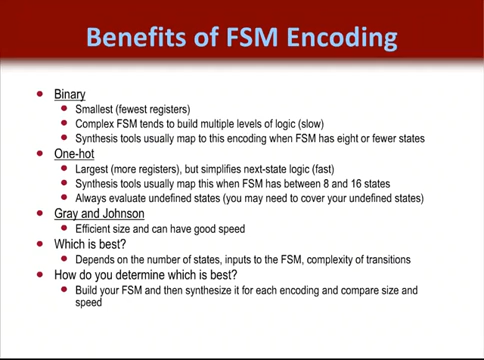 Benefits of FSM Encoding
Binary
Smallest (fewest registers)
Complex FSM tends to build multiple levels of logic (slow)
Synthesis tools usually map to this encoding when FSM has eight or fewer states
One-hot
Largest (more registers), but simplifies next-state logic (fast)
Synthesis tools usually map this when FSM has between 8 and 16 states
Always evaluate undefined states (you may need to cover your undefined states)
Gray and Johnson
Efficient size and can have good speed
Which is best?
Depends on the number of states, inputs to the FSM, complexity of transitions
How do you determine which is best?
Build your FSM and then synthesize it for each encoding and compare size and
speed